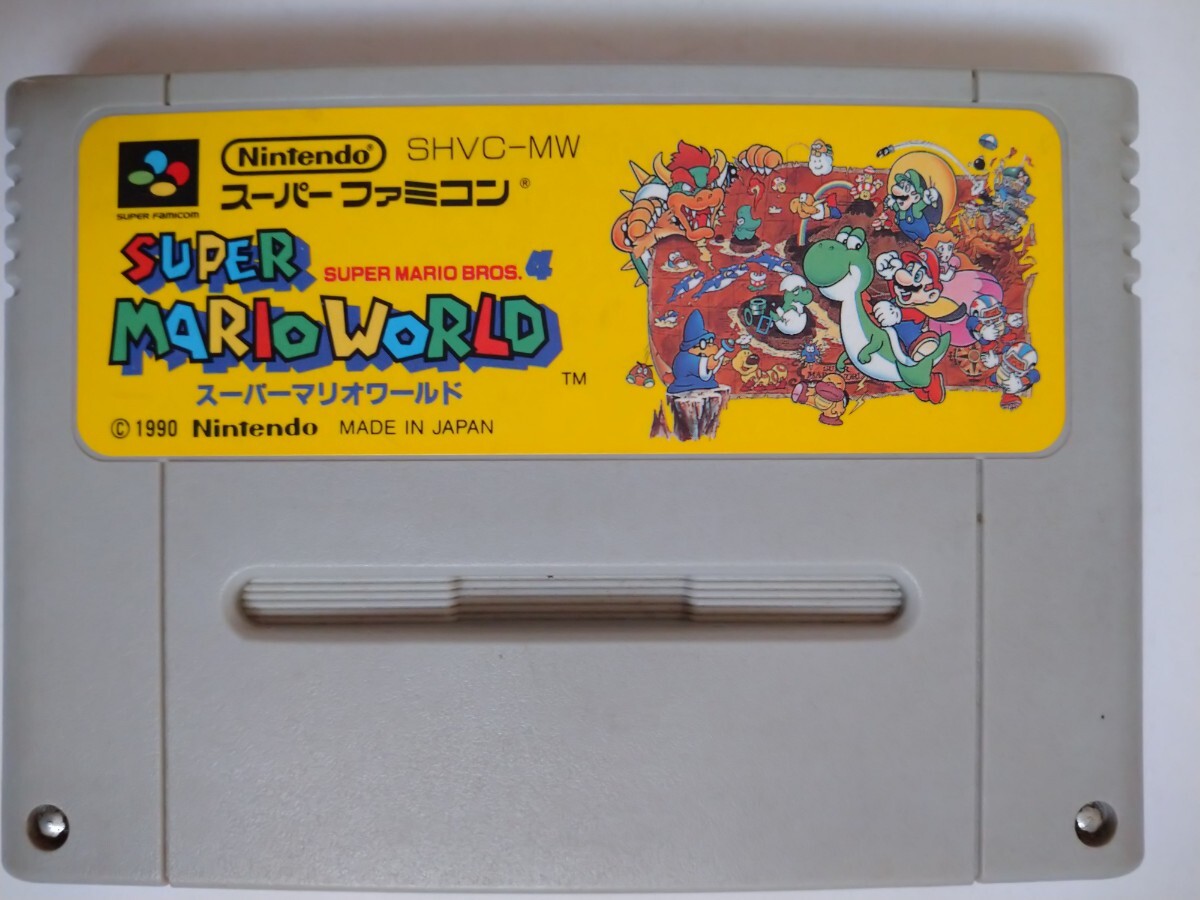 Nintendo® SHVC-MW
SUPER FAMICOM
スーパーファミコン®
SUPER
SUPER MARIO BROS. 4
MARIO WORLD
スーパーマリオワールド
TM
© 1990 Nintendo MADE IN JAPAN